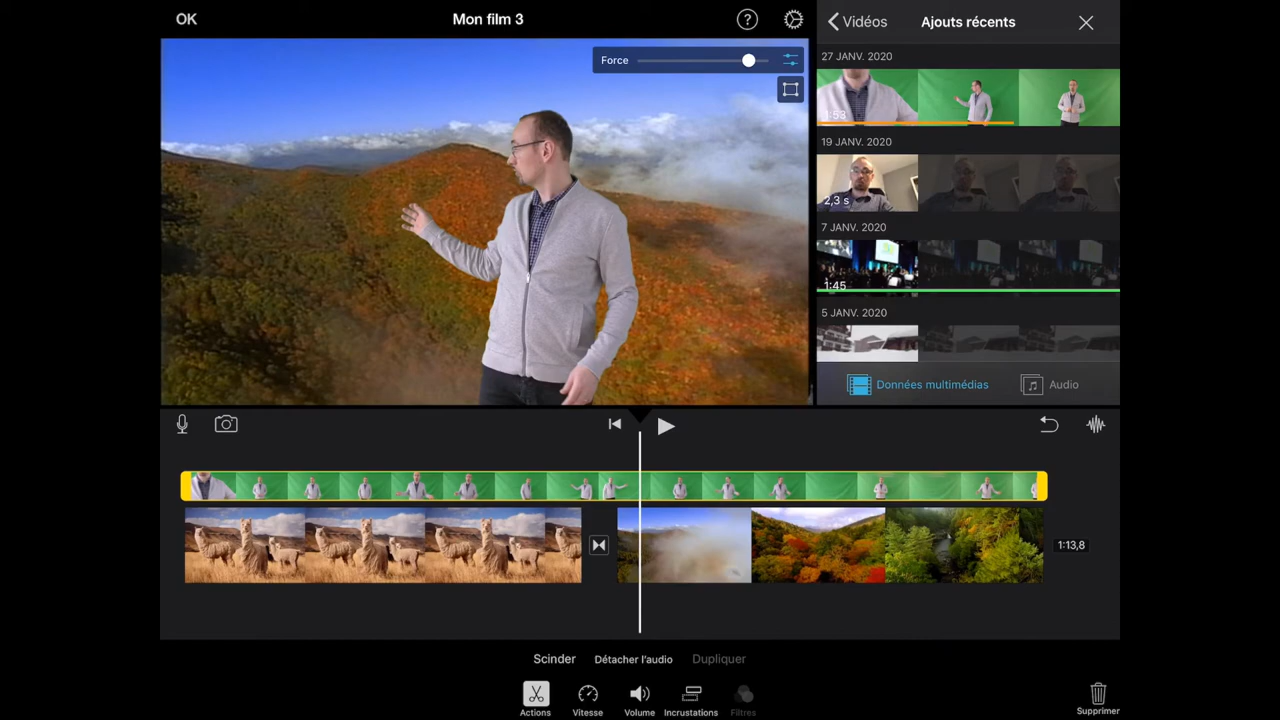 OK
Mon film 3
Force
Vidéos
Ajouts récents
27 JANV. 2020
:53
19 JANV. 2020
2,3 s
7 JANV. 2020
1:45
5 JANV. 2020
Données multimédias
Audio
1:13,8
Scinder
Détacher l'audio
Dupliquer
Actions
Vitesse
Volume
Incrustations
Filtres
Supprimer